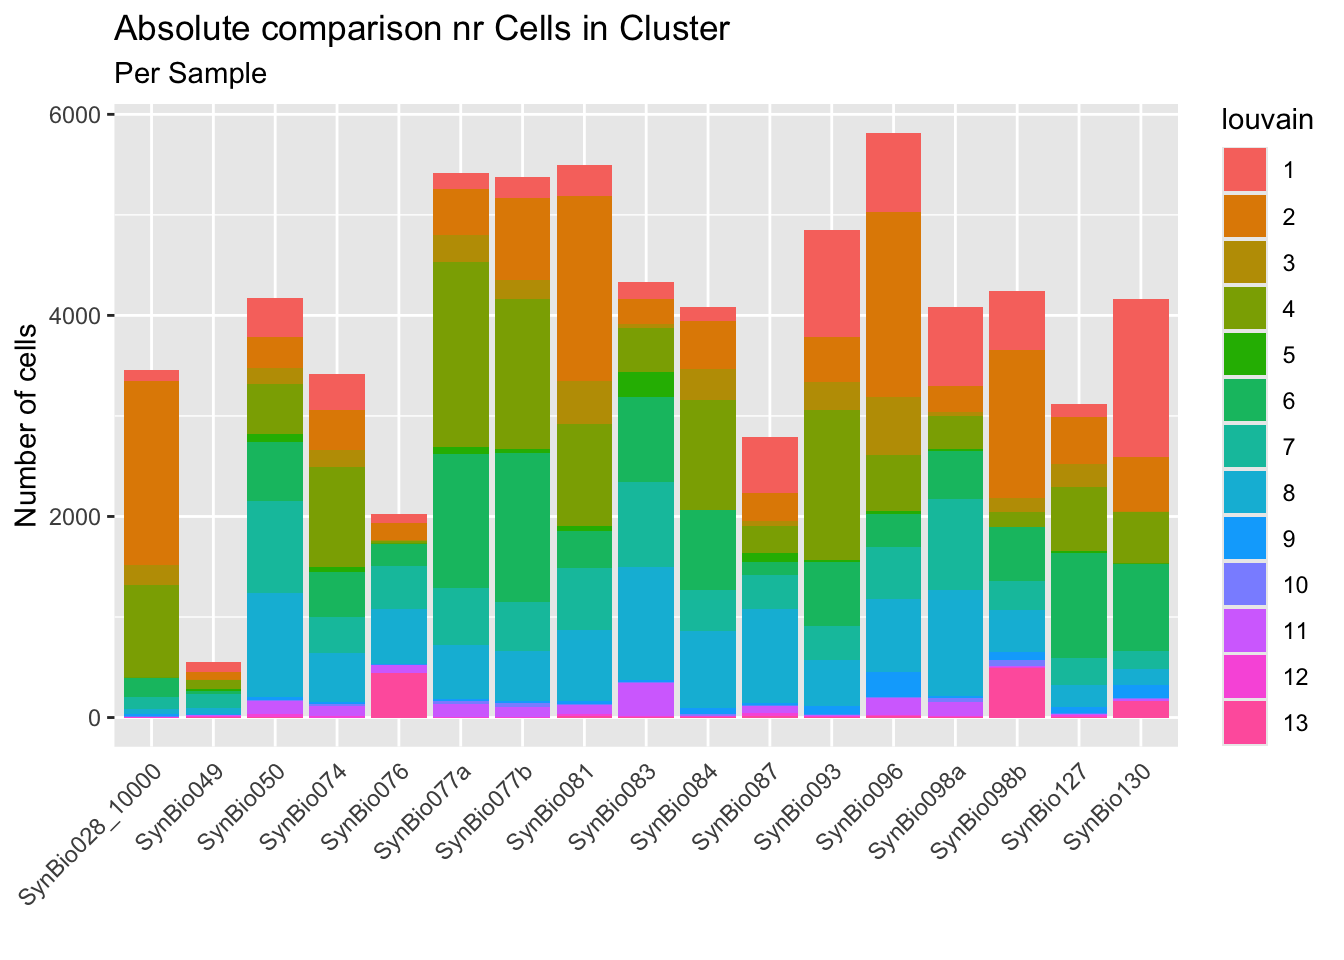 Absolute comparison nr Cells in Cluster
Per Sample
6000
4000
2000
0
Number of cells
SynBio028_10000
SynBio049
SynBio050
SynBio074
SynBio076
SynBio077a
SynBio077b
SynBio081
SynBio083
SynBio084
SynBio087
SynBio093
SynBio096
SynBio098a
SynBio098b
SynBio127
SynBio130
louvain
1
2
3
4
5
6
7
8
9
10
11
12
13